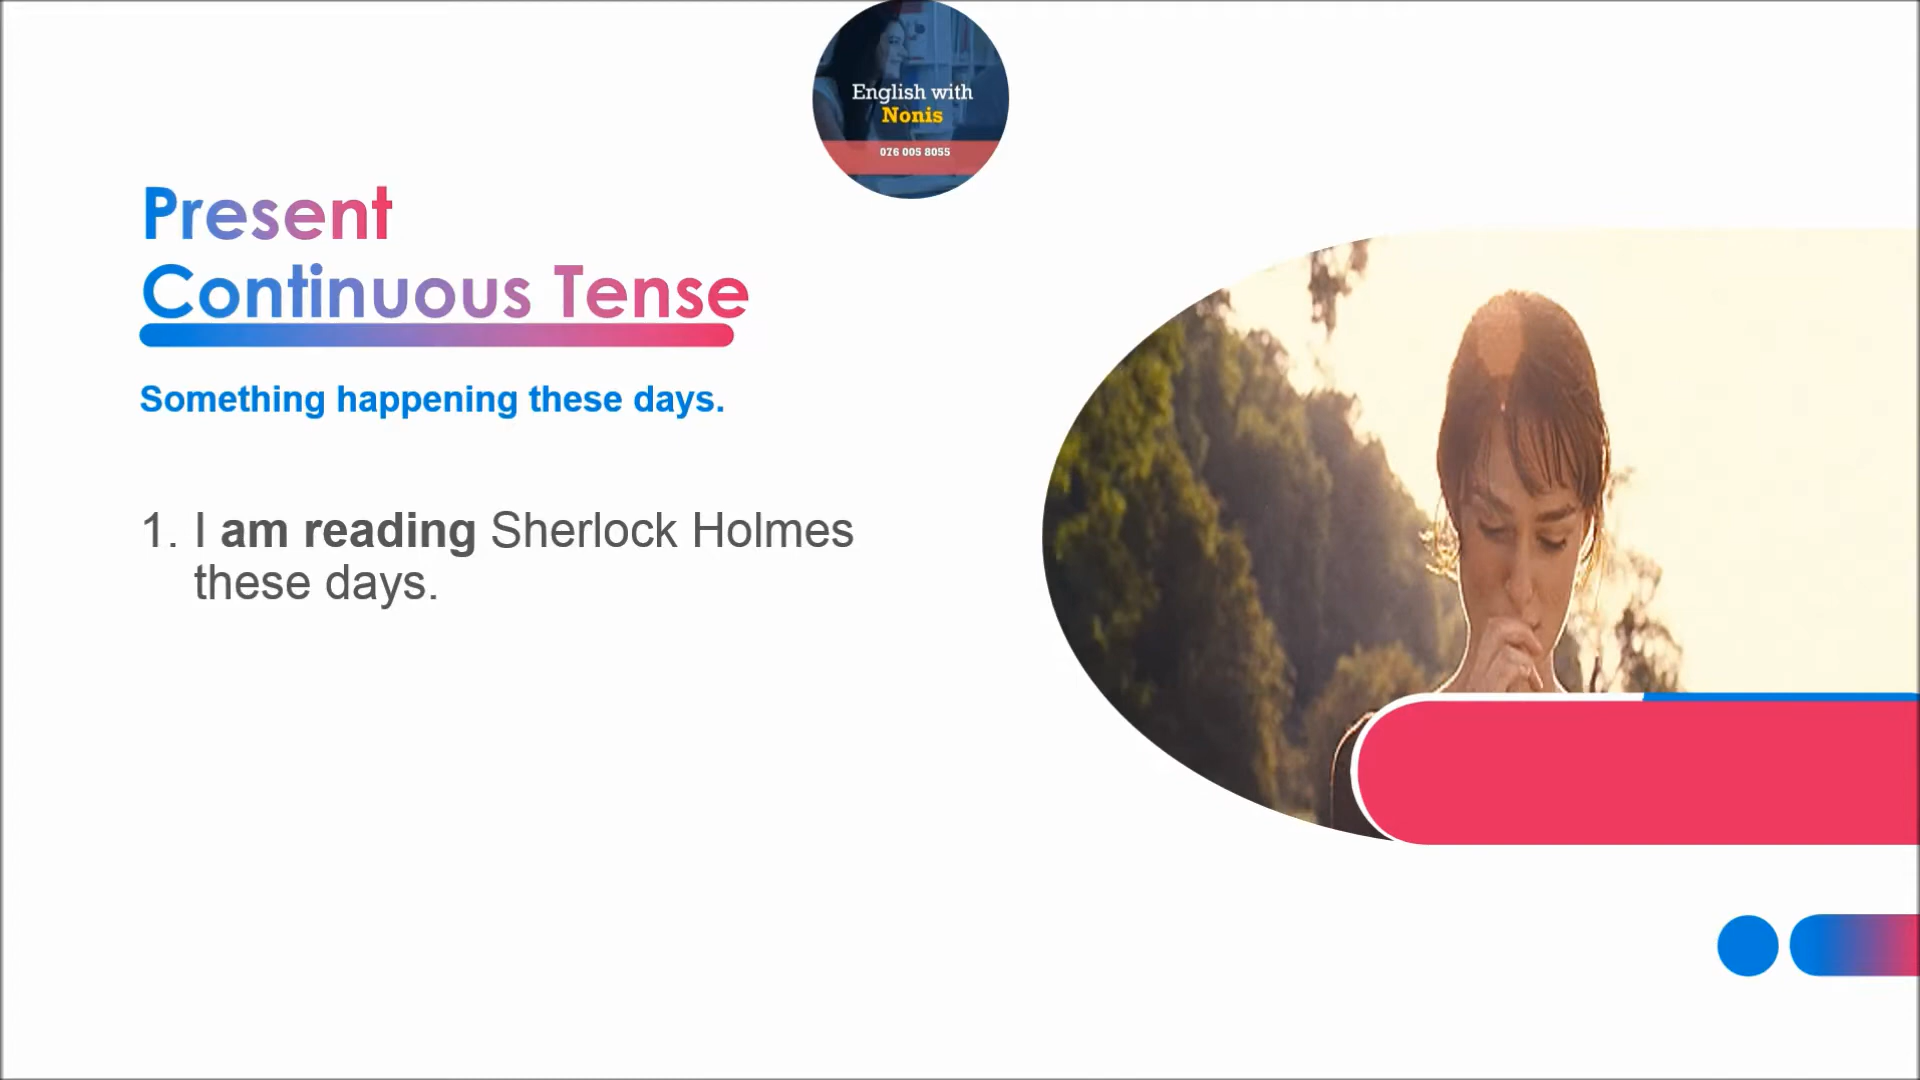 English with
Nonis
076 005 8055
Present
Continuous Tense
Something happening these days.
1. I am reading Sherlock Holmes
these days.